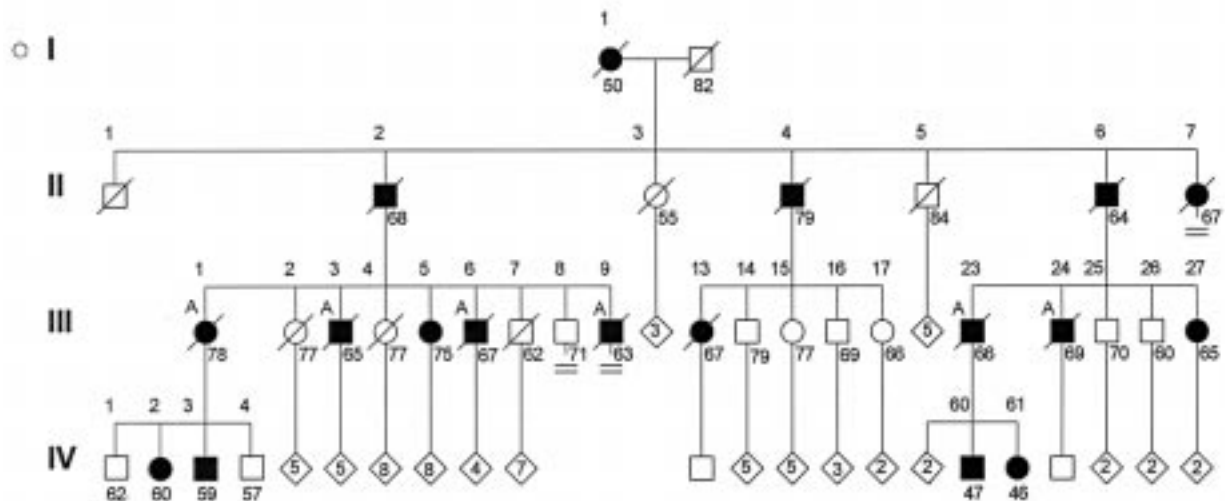 1
I
50 82
1 2 3 4 5 6 7
II
68 55 79 84 64 67
1 2 3 4 5 6 7 8 9 13 14 15 16 17 23 24 25 26 27
A A A A A A
III
3 5
78 77 65 77 75 67 62 71 63 67 79 77 69 66 66 69 70 60 65
1 2 3 4 60 61
IV
5 5 8 8 4 7 5 5 3 2 2 2 2 2
62 60 59 57 47 46